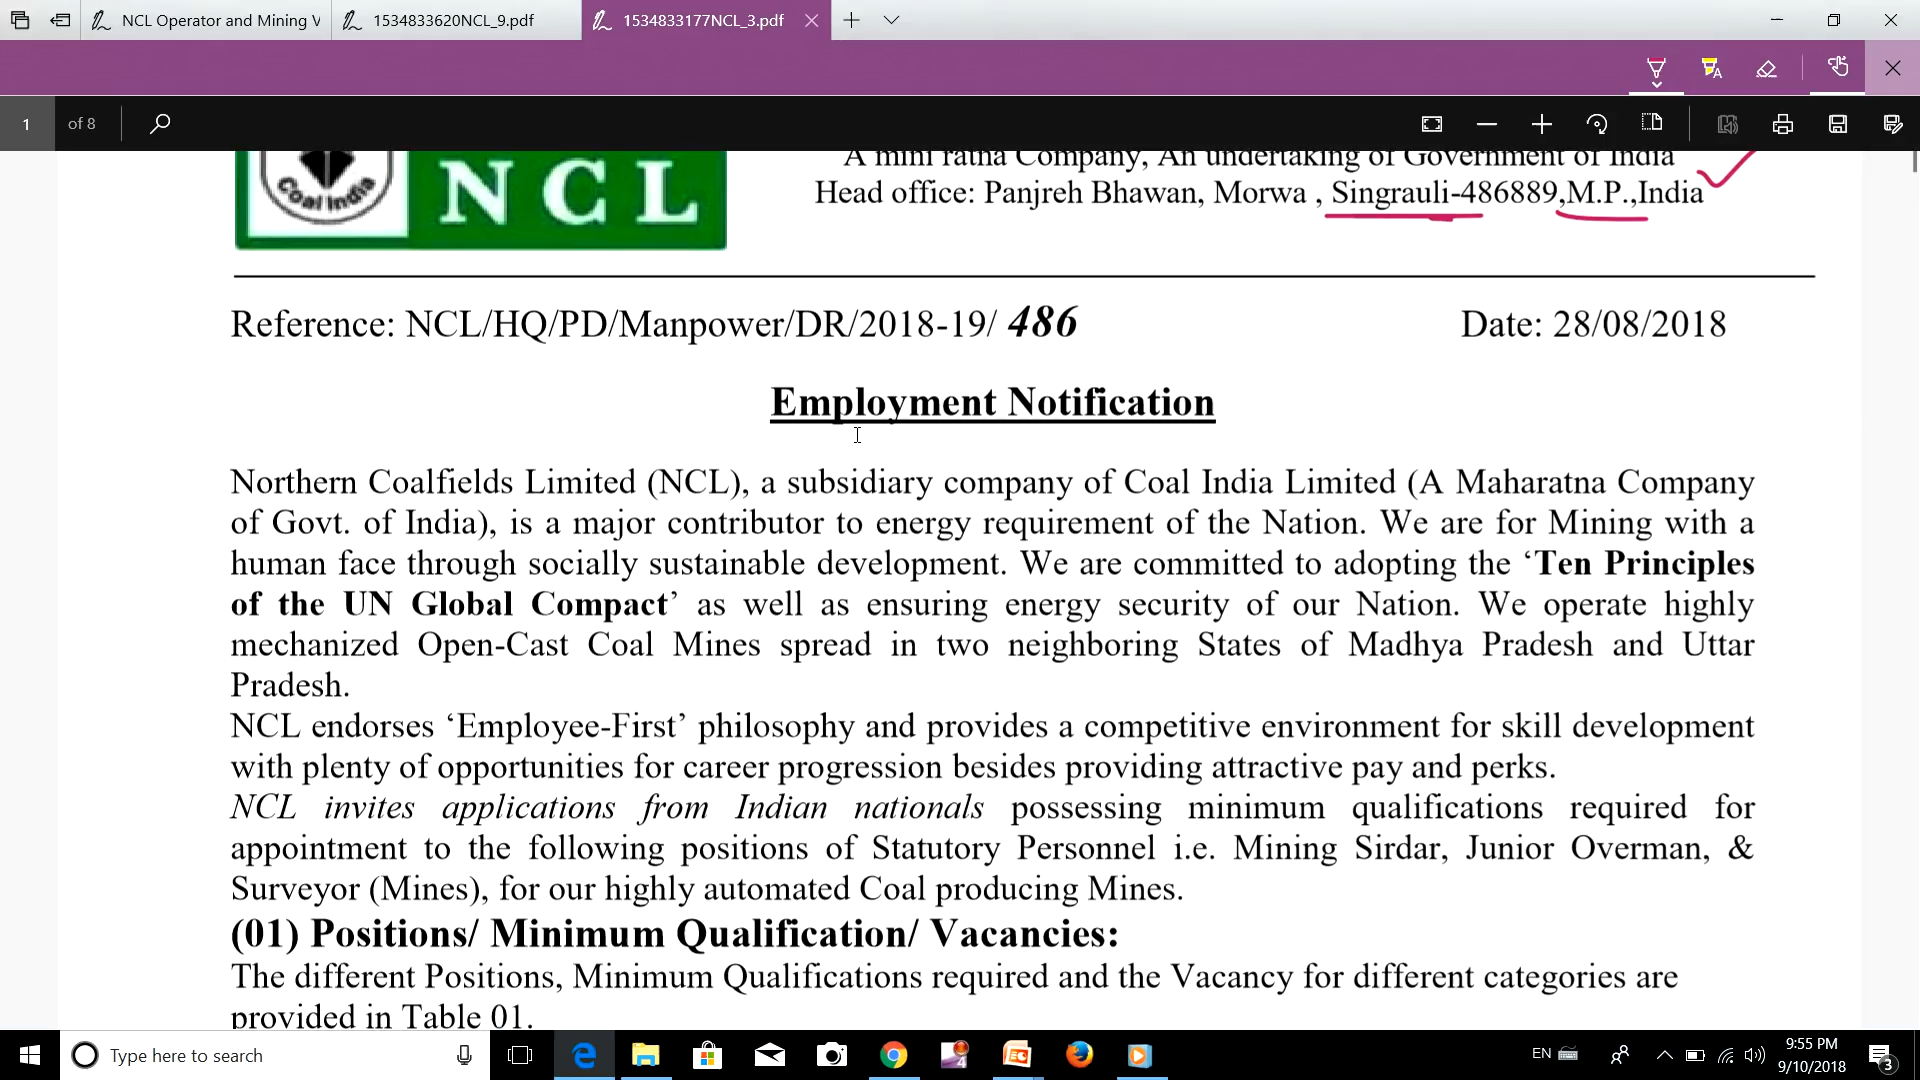 NCL Operator and Mining V
1534833620NCL_9.pdf
1534833177NCL_3.pdf
1
of 8
Coal India
NCL
A mini ratna Company, An undertaking of Government of India
Head office: Panjreh Bhawan, Morwa , Singrauli-486889,M.P.,India
Reference: NCL/HQ/PD/Manpower/DR/2018-19/ 486
Date: 28/08/2018
Employment Notification
Northern Coalfields Limited (NCL), a subsidiary company of Coal India Limited (A Maharatna Company
of Govt. of India), is a major contributor to energy requirement of the Nation. We are for Mining with a
human face through socially sustainable development. We are committed to adopting the ‘Ten Principles
of the UN Global Compact’ as well as ensuring energy security of our Nation. We operate highly
mechanized Open-Cast Coal Mines spread in two neighboring States of Madhya Pradesh and Uttar
Pradesh.
NCL endorses ‘Employee-First’ philosophy and provides a competitive environment for skill development
with plenty of opportunities for career progression besides providing attractive pay and perks.
NCL invites applications from Indian nationals possessing minimum qualifications required for
appointment to the following positions of Statutory Personnel i.e. Mining Sirdar, Junior Overman, &
Surveyor (Mines), for our highly automated Coal producing Mines.
(01) Positions/ Minimum Qualification/ Vacancies:
The different Positions, Minimum Qualifications required and the Vacancy for different categories are
provided in Table 01.
Type here to search
EN
9:55 PM
9/10/2018
3